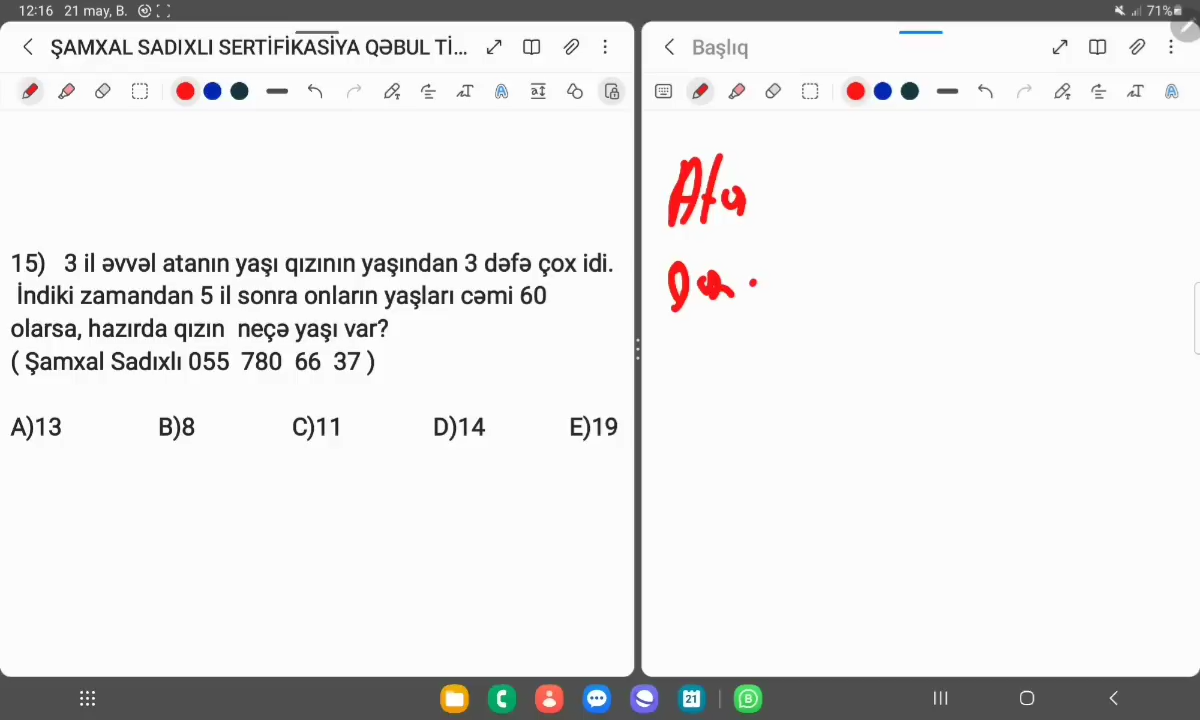 12:16 21 may, B. 71%
ŞAMXAL SADIXLI SERTİFİKASİYA QƏBUL Tİ...
Başlıq
Ata
15) 3 il əvvəl atanın yaşı qızının yaşından 3 dəfə çox idi.
İndiki zamandan 5 il sonra onların yaşları cəmi 60
olarsa, hazırda qızın neçə yaşı var?
( Şamxal Sadıxlı 055 780 66 37 )
A)13 B)8 C)11 D)14 E)19
21